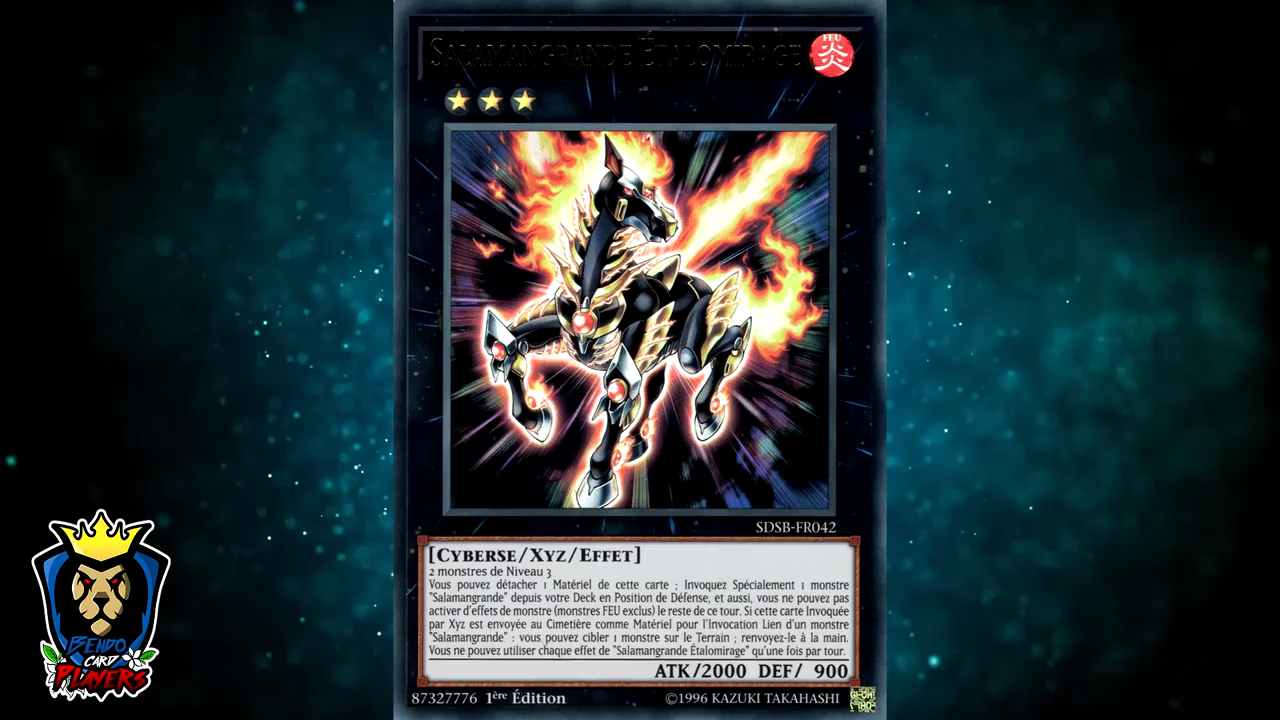 Salamangrande Étalomirage
FEU
炎
SDSB-FR042
[Cyberse/Xyz/Effet]
2 monstres de Niveau 3
Vous pouvez détacher 1 Matériel de cette carte ; Invoquez Spécialement 1 monstre
"Salamangrande" depuis votre Deck en Position de Défense, et aussi, vous ne pouvez pas
activer d'effets de monstre (monstres FEU exclus) le reste de ce tour. Si cette carte Invoquée
par Xyz est envoyée au Cimetière comme Matériel pour l'Invocation Lien d'un monstre
"Salamangrande" : vous pouvez cibler 1 monstre sur le Terrain ; renvoyez-le à la main.
Vous ne pouvez utiliser chaque effet de "Salamangrande Étalomirage" qu'une fois par tour.
ATK/2000 DEF/ 900
87327776 1ère Édition
©1996 KAZUKI TAKAHASHI
BENDO
CARD
PLAYERS